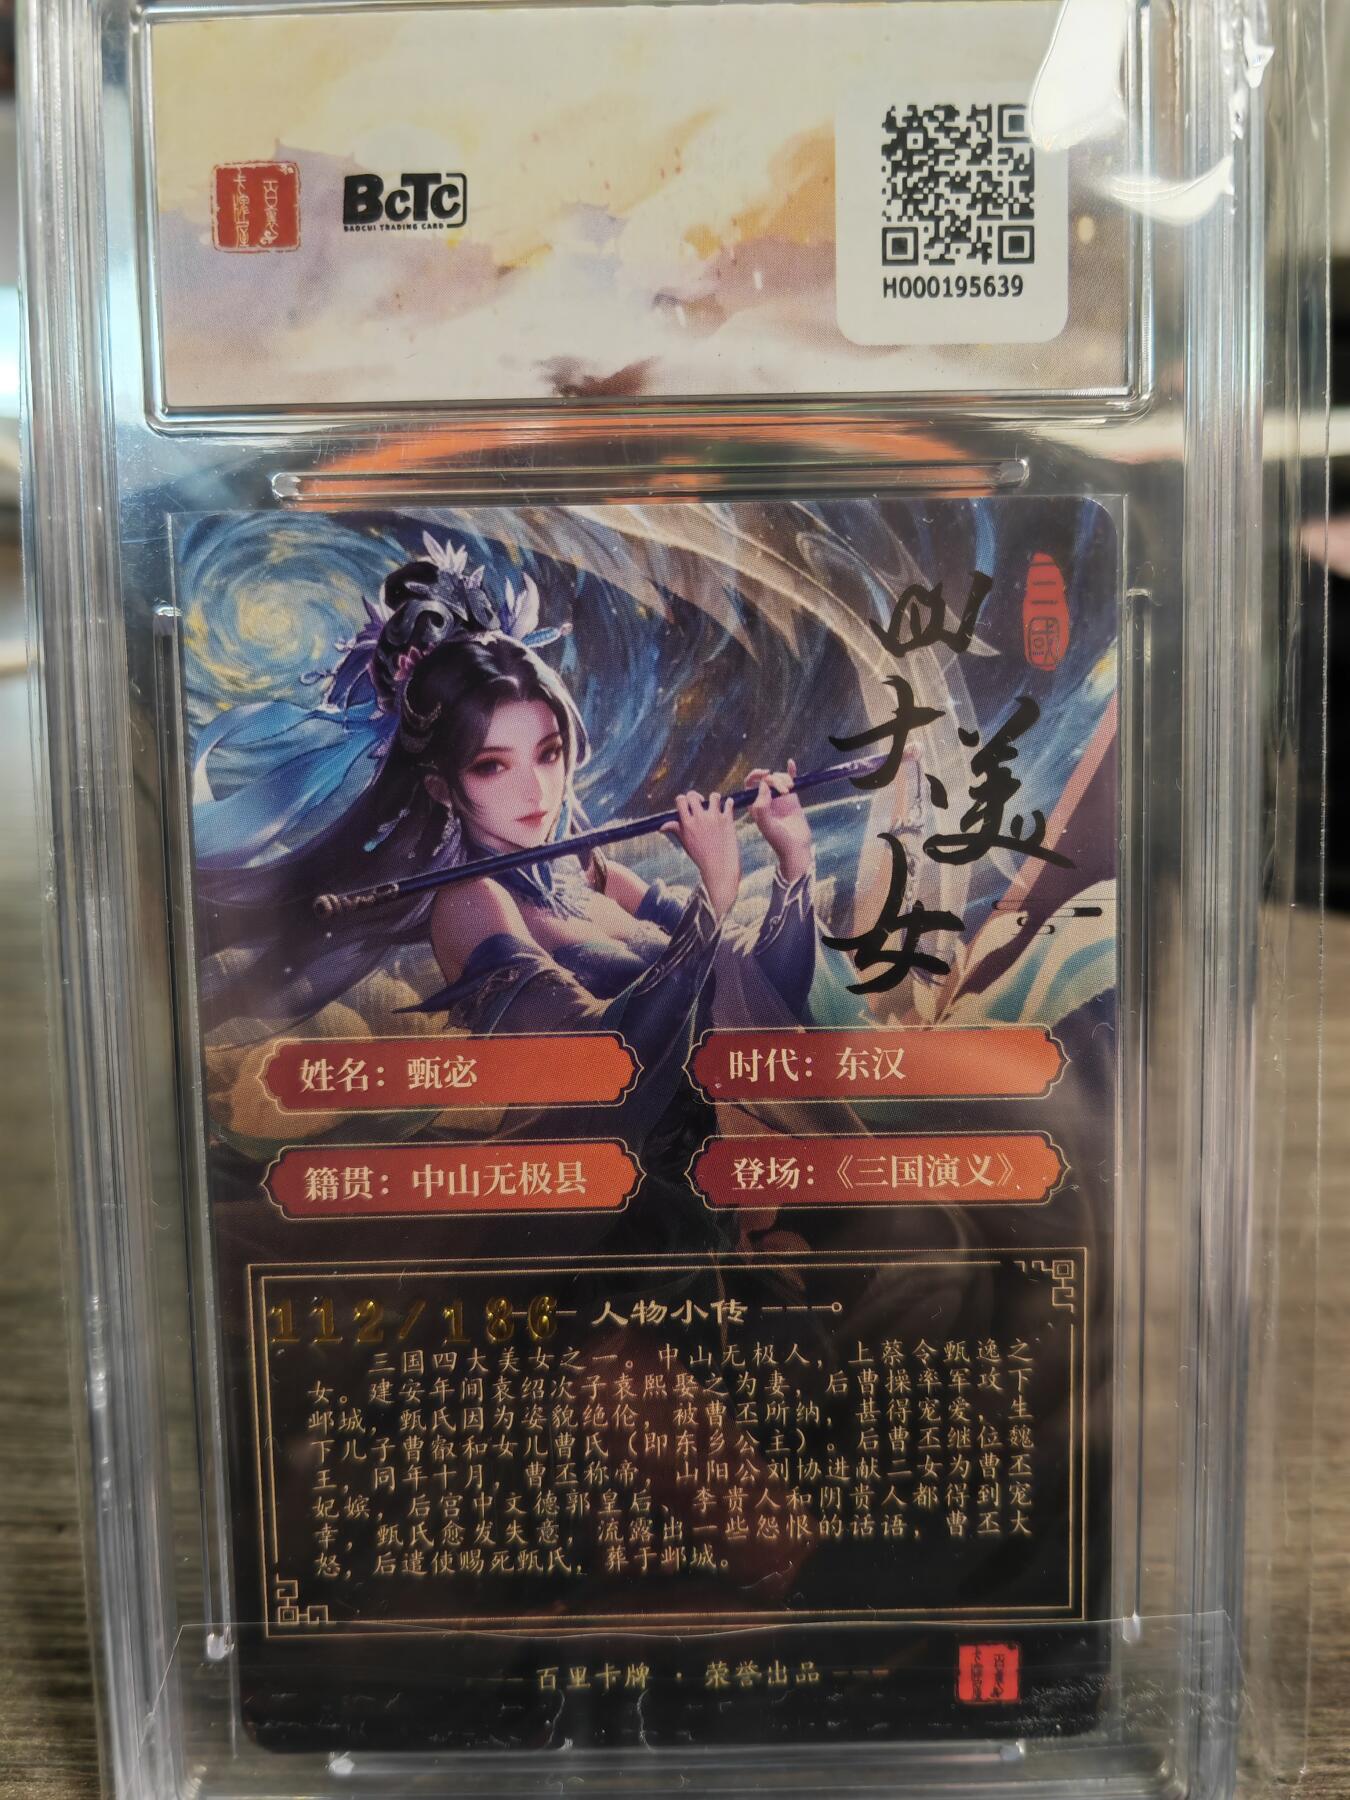 BCTC
BAOCUI TRADING CARD
H000195639
三國
四大美女
姓名：甄宓
时代：东汉
籍贯：中山无极县
登场：《三国演义》
112/186
人物小传
三国四大美女之一。中山无极人，上蔡令甄逸之
女。建安年间袁绍次子袁熙娶之为妻，后曹操率军攻下
邺城，甄氏因为姿貌绝伦，被曹丕所纳，甚得宠爱，生
下儿子曹叡和女儿曹氏（即东乡公主）。后曹丕继位魏
王，同年十月，曹丕称帝，山阳公刘协进献二女为曹丕
妃嫔，后宫中文德郭皇后、李贵人和阴贵人都得到宠
幸，甄氏愈发失意，流露出一些怨恨的话语，曹丕大
怒，后遣使赐死甄氏，葬于邺城。
百里卡牌 · 荣誉出品